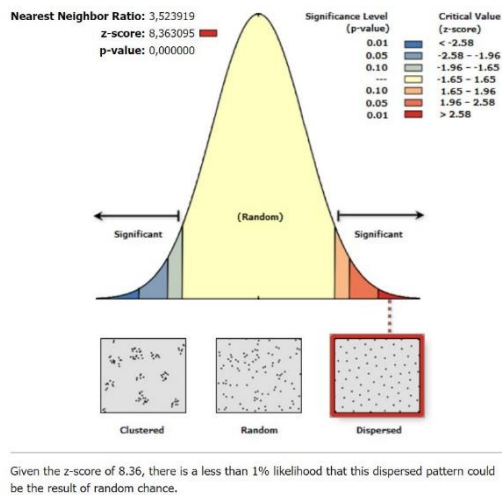 Nearest Neighbor Ratio: 3,523919
z-score: 8,363095
p-value: 0,000000
Significance Level
(p-value)
Critical Value
(z-score)
0.01 < -2.58
0.05 -2.58 - -1.96
0.10 -1.96 - -1.65
--- -1.65 - 1.65
0.10 1.65 - 1.96
0.05 1.96 - 2.58
0.01 > 2.58
(Random)
Significant
Significant
Clustered
Random
Dispersed
Given the z-score of 8.36, there is a less than 1% likelihood that this dispersed pattern could
be the result of random chance.